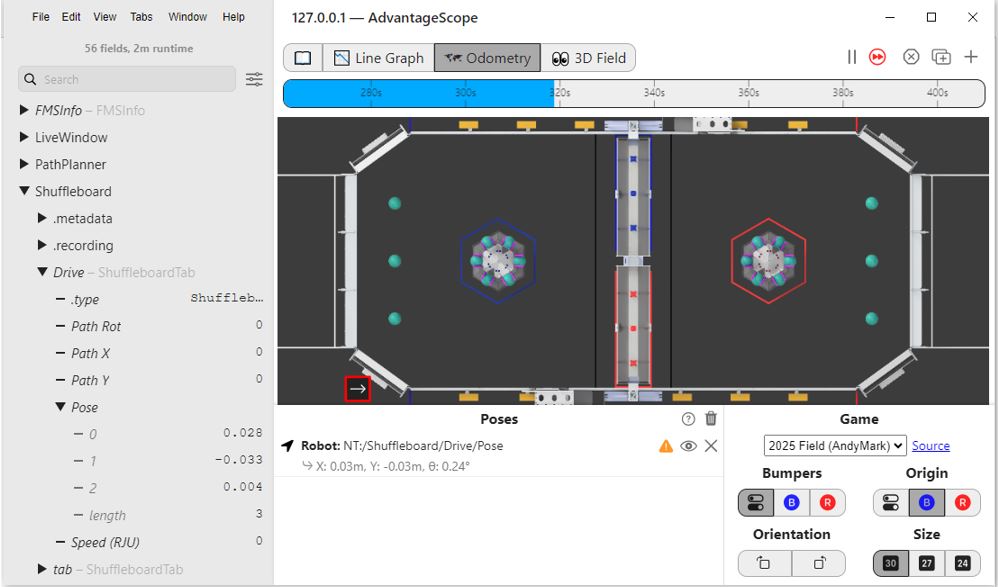 File Edit View Tabs Window Help
127.0.0.1 — AdvantageScope
56 fields, 2m runtime
Search
Line Graph
Odometry
3D Field
280s 300s 320s 340s 360s 380s 400s
FMSInfo – FMSInfo
LiveWindow
PathPlanner
Shuffleboard
.metadata
.recording
Drive – ShuffleboardTab
.type Shuffleb…
Path Rot 0
Path X 0
Path Y 0
Pose
0 0.028
1 -0.033
2 0.004
length 3
Speed (RJU) 0
tab – ShuffleboardTab
Poses
?
Robot: NT:/Shuffleboard/Drive/Pose
X: 0.03m, Y: -0.03m, θ: 0.24°
Game
2025 Field (AndyMark) Source
Bumpers Origin
B R B R
Orientation Size
30 27 24